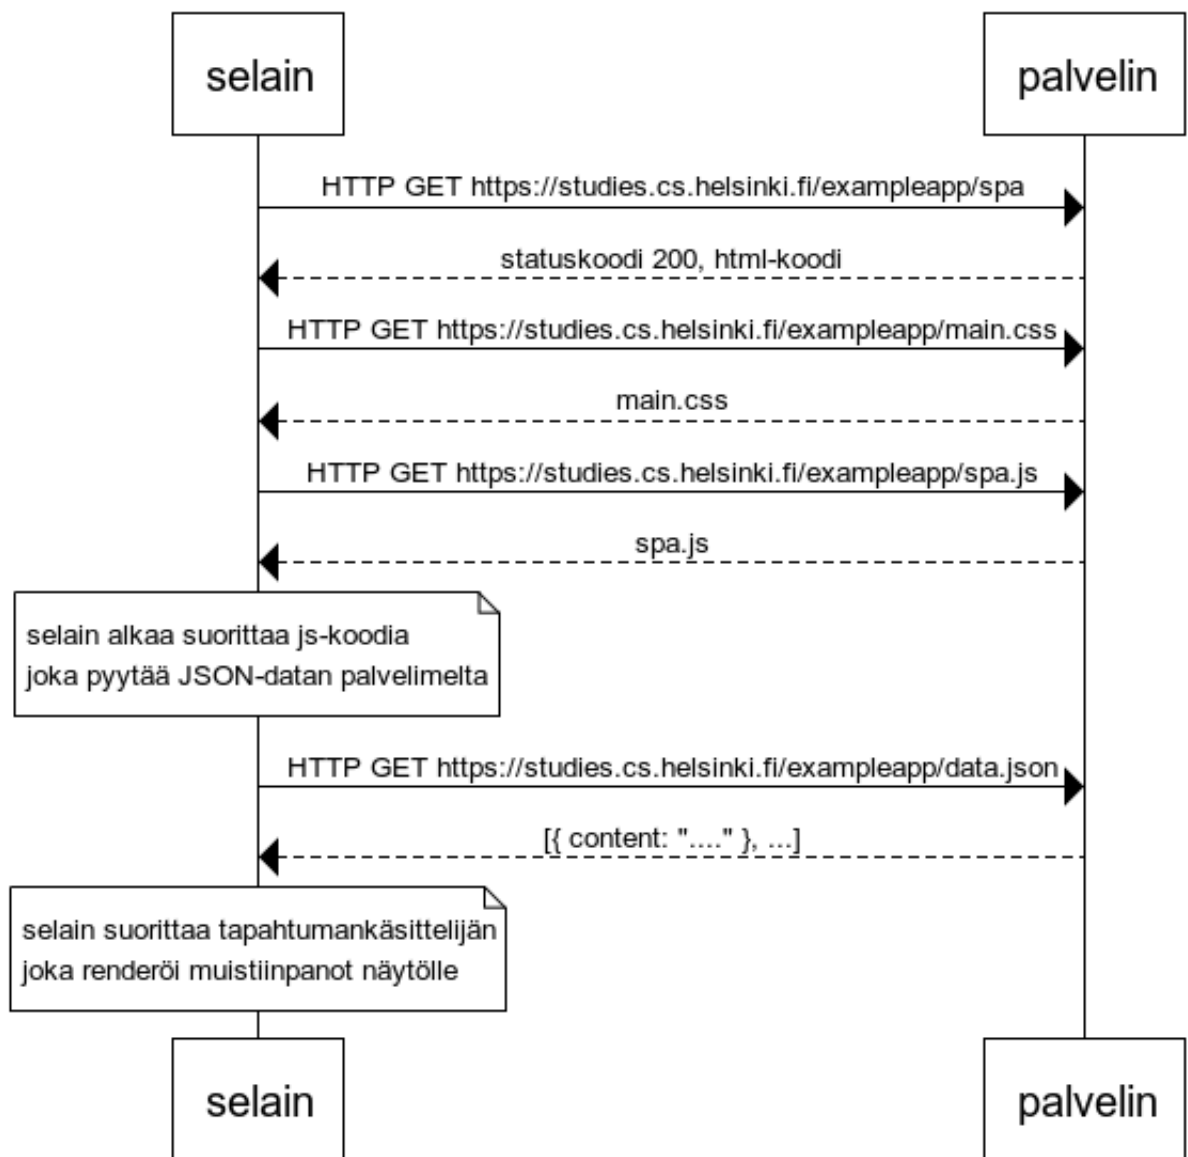 selain
palvelin
HTTP GET https://studies.cs.helsinki.fi/exampleapp/spa
statuskoodi 200, html-koodi
HTTP GET https://studies.cs.helsinki.fi/exampleapp/main.css
main.css
HTTP GET https://studies.cs.helsinki.fi/exampleapp/spa.js
spa.js
selain alkaa suorittaa js-koodia
joka pyytää JSON-datan palvelimelta
HTTP GET https://studies.cs.helsinki.fi/exampleapp/data.json
[{ content: "...." }, ...]
selain suorittaa tapahtumankäsittelijän
joka renderöi muistiinpanot näytölle
selain
palvelin